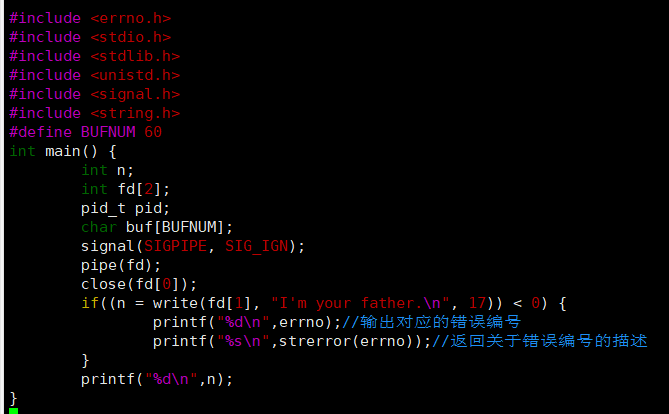 #include <errno.h>
#include <stdio.h>
#include <stdlib.h>
#include <unistd.h>
#include <signal.h>
#include <string.h>
#define BUFNUM 60
int main() {
        int n;
        int fd[2];
        pid_t pid;
        char buf[BUFNUM];
        signal(SIGPIPE, SIG_IGN);
        pipe(fd);
        close(fd[0]);
        if((n = write(fd[1], "I'm your father.\n", 17)) < 0) {
                printf("%d\n",errno);//输出对应的错误编号
                printf("%s\n",strerror(errno));//返回关于错误编号的描述
        }
        printf("%d\n",n);
}